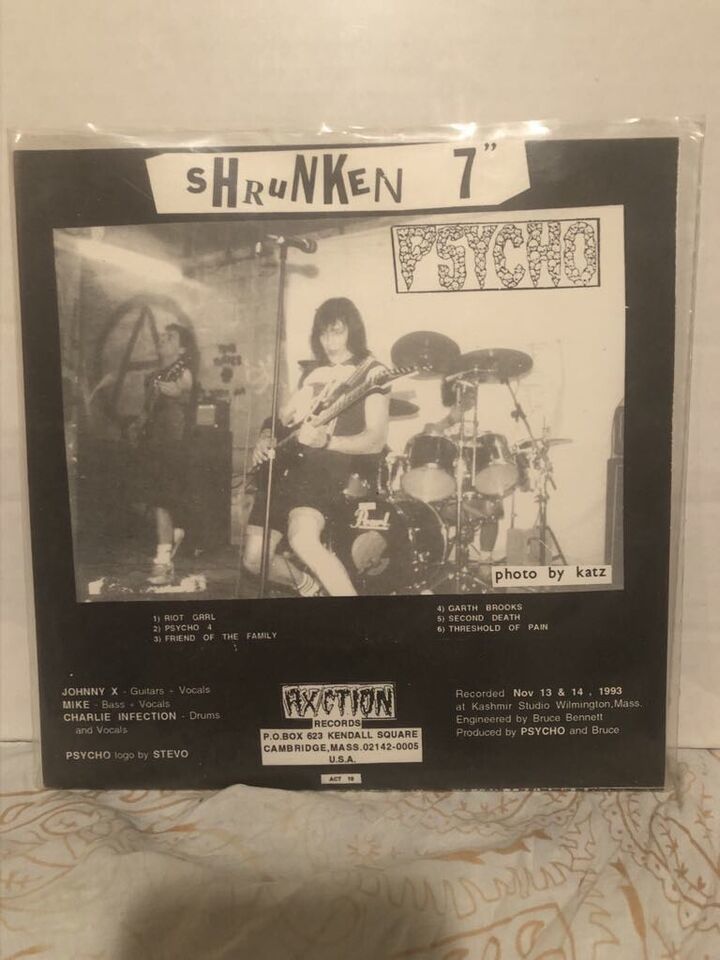 SHRUNKEN 7"
PSYCHO
Pearl
photo by katz
1) RIOT GRRL
2) PSYCHO 4
3) FRIEND OF THE FAMILY
4) GARTH BROOKS
5) SECOND DEATH
6) THRESHOLD OF PAIN
JOHNNY X - Guitars + Vocals
MIKE - Bass + Vocals
CHARLIE INFECTION - Drums
and Vocals
PSYCHO logo by STEVO
AXCTION
RECORDS
P.O.BOX 623 KENDALL SQUARE
CAMBRIDGE,MASS.02142-0005
U.S.A.
ACT 19
Recorded Nov 13 & 14 , 1993
at Kashmir Studio Wilmington,Mass.
Engineered by Bruce Bennett
Produced by PSYCHO and Bruce